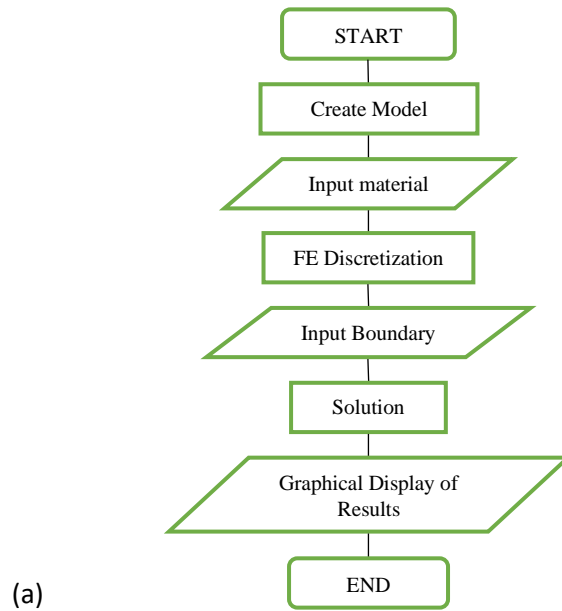 START
Create Model
Input material
FE Discretization
Input Boundary
Solution
Graphical Display of
Results
END
(a)